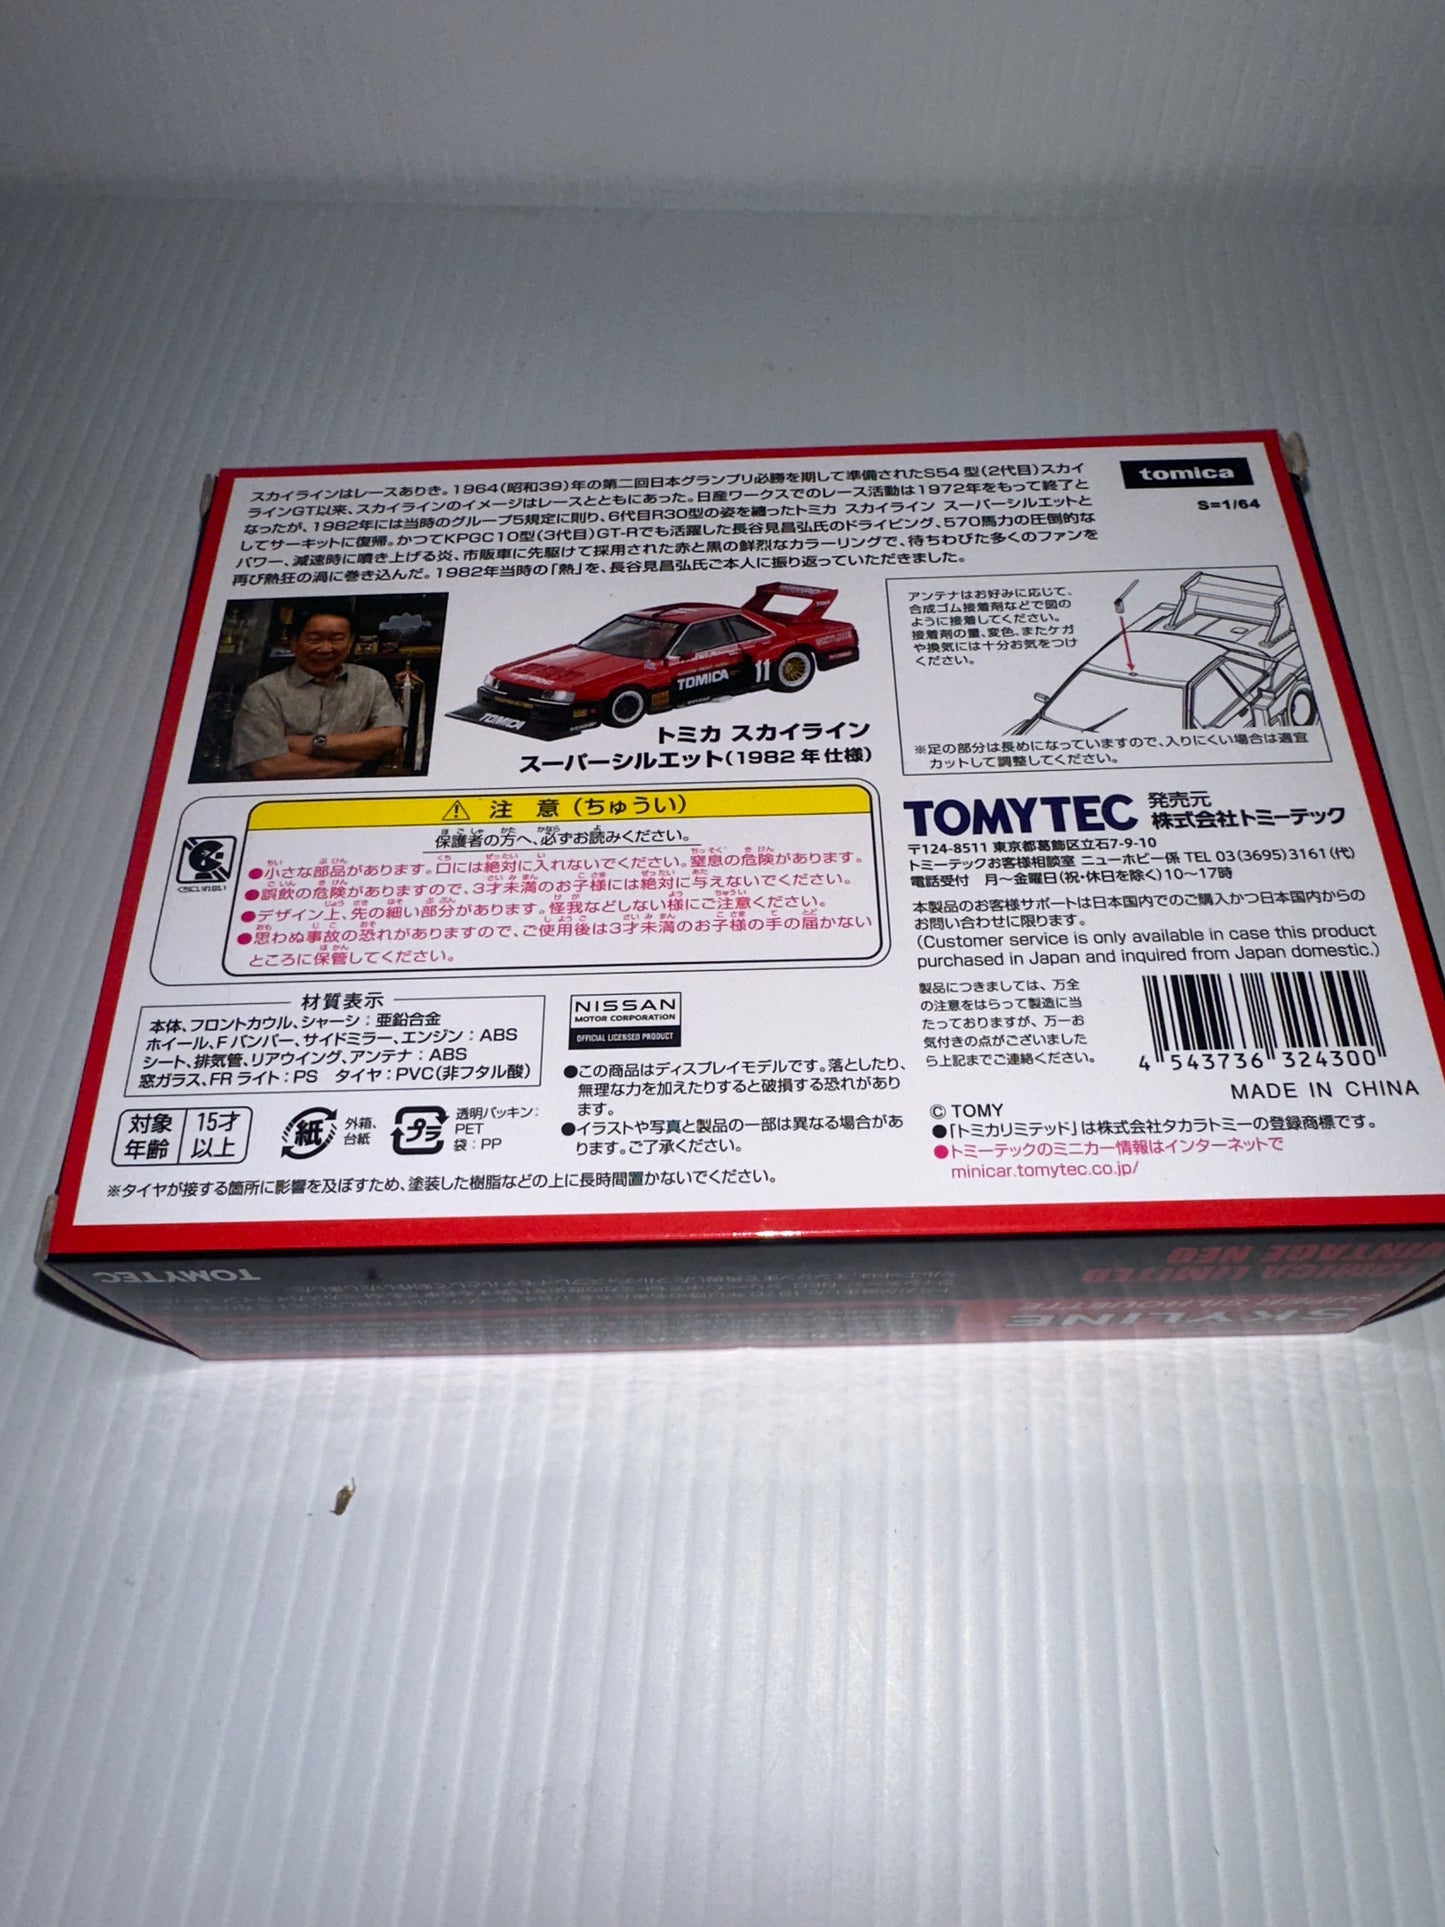 スカイラインはレースありき。1964(昭和39)年の第二回日本グランプリ必勝を期して準備されたS54型(2代目)スカイ
ラインGT以来、スカイラインのイメージはレースとともにあった。日産ワークスでのレース活動は1972年をもって終了と
なったが、1982年には当時のグループ5規定に則り、6代目R30型の姿を纏ったトミカ スカイライン スーパーシルエットと
してサーキットに復帰。かつてKPGC10型(3代目)GT-Rでも活躍した長谷見昌弘氏のドライビング、570馬力の圧倒的な
パワー、減速時に噴き上げる炎、市販車に先駆けて採用された赤と黒の鮮烈なカラーリングで、待ちわびた多くのファンを
再び熱狂の渦に巻き込んだ。1982年当時の「熱」を、長谷見昌弘氏ご本人に振り返っていただきました。
tomica
S=1/64
TOMICA
11
TOMICA
トミカ スカイライン
スーパーシルエット(1982年仕様)
アンテナはお好みに応じて、
合成ゴム接着剤などで図の
ように接着してください。
接着剤の量、変色、またケガ
や換気には十分お気をつけ
ください。
※足の部分は長めになっていますので、入りにくい場合は適宜
カットして調整してください。
⚠ 注 意(ちゅうい)
保護者の方へ、必ずお読みください。
●小さな部品があります。口には絶対に入れないでください。窒息の危険があります。
●誤飲の危険がありますので、3才未満のお子様には絶対に与えないでください。
●デザイン上、先の細い部分があります。怪我などしない様にご注意ください。
●思わぬ事故の恐れがありますので、ご使用後は3才未満のお子様の手の届かない
ところに保管してください。
くちにいれない
TOMYTEC
発売元
株式会社トミーテック
〒124-8511 東京都葛飾区立石7-9-10
トミーテックお客様相談室 ニューホビー係 TEL 03(3695)3161(代)
電話受付 月～金曜日(祝・休日を除く)10～17時
本製品のお客様サポートは日本国内でのご購入かつ日本国内からの
お問い合わせに限ります。
(Customer service is only available in case this product
purchased in Japan and inquired from Japan domestic.)
製品につきましては、万全
の注意をはらって製造に当
たっておりますが、万一お
気付きの点がございました
ら上記までご連絡ください。
4 543736 324300
MADE IN CHINA
材質表示
本体、フロントカウル、シャーシ:亜鉛合金
ホイール、Fバンパー、サイドミラー、エンジン:ABS
シート、排気管、リアウイング、アンテナ:ABS
窓ガラス、FRライト:PS タイヤ:PVC(非フタル酸)
NISSAN
MOTOR CORPORATION
OFFICIAL LICENSED PRODUCT
●この商品はディスプレイモデルです。落としたり、
無理な力を加えたりすると破損する恐れがあり
ます。
●イラストや写真と製品の一部は異なる場合があ
ります。ご了承ください。
対象
年齢
15才
以上
紙
外箱、
台紙
プラ
透明パッキン:
PET
袋:PP
※タイヤが接する箇所に影響を及ぼすため、塗装した樹脂などの上に長時間置かないでください。
© TOMY
●「トミカリミテッド」は株式会社タカラトミーの登録商標です。
●トミーテックのミニカー情報はインターネットで
minicar.tomytec.co.jp/
TOMYTEC
TOMICA LIMITED
VINTAGE NEO
SKYLINE
SUPER SILHOUETTE